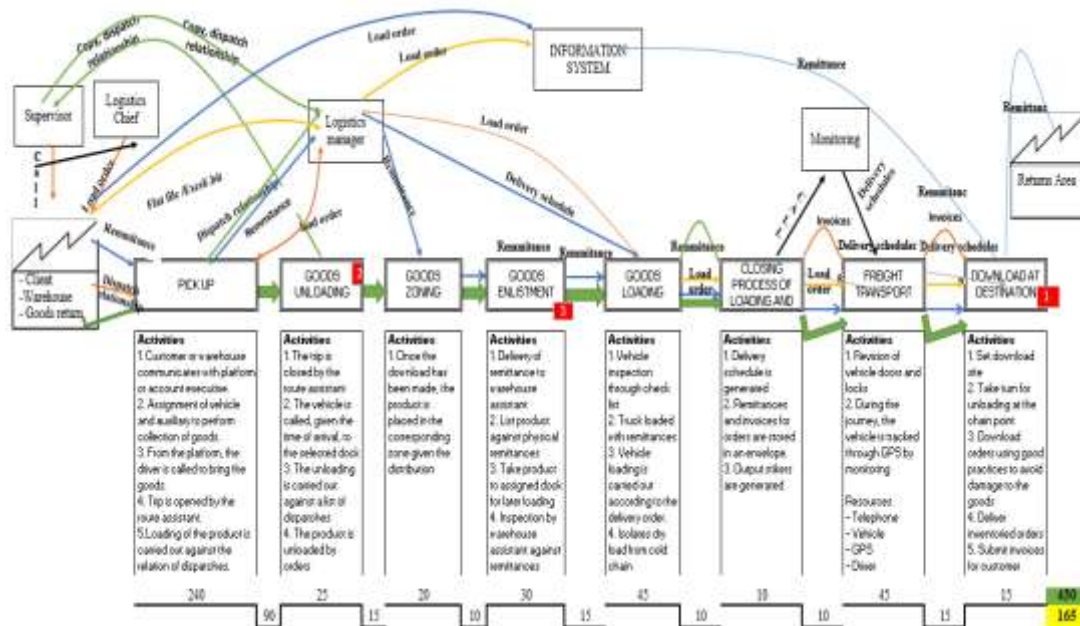 Copy, dispatch
relationship
Copy, dispatch
relationship
Load order
Load order
INFORMATION
SYSTEM
Remittance
Supervisor
Logistics
Chief
Logistics
manager
Load order
Monitoring
Remittanc
Returns Area
Load order
Flat file /Excel/ bit
Dispatch relationship
Remmitance
load order
Delivery schedule
Delivery
schedules
Remittanc
Invoices
Invoices
Remmitance
Remmitance
Remmitance
Remmitance
Delivery schedules
Delivery schedules
Dispatch
relationship
- Client
-Warehouse
- Goods return
PICK UP
GOODS
UNLOADING
2
GOODS
ZONING
GOODS
ENLISTMENT
3
GOODS
LOADING
Load
order
CLOSING
PROCESS OF
LOADING AND
Load
order
FREIGHT
TRANSPORT
DOWNLOAD AT
DESTINATION
1
Activities
1. Customer or warehouse
communicates with platform
or account executive.
2. Assignment of vehicle
and auxiliary to perform
collection of goods.
3. From the platform, the
driver is called to bring the
goods.
4. Trip is opened by the
route assistant.
5.Loading of the product is
carried out against the
relation of dispatches.
Activities
1. The trip is
closed by the
route assistant
2. The vehicle is
called, given the
time of arrival, to
the selected dock
3. The unloading
is carried out
against a list of
dispatches
4. The product is
unloaded by
orders
Activities
1. Once the
download has
been made, the
product is
placed in the
corresponding
zone given the
distribution
Activities
1. Delivery of
remittance to
warehouse
assistant
2. List product
against physical
remittances
3. Take product
to assigned dock
for later loading
4. Inspection by
warehouse
assistant against
remittances
Activities
1. Vehicle
inspection
through check
list
2. Truck loaded
with remittances
3. Vehicle
loading is
carried out
according to the
delivery order.
4. Isolates dry
load from cold
chain
Activities
1. Delivery
schedule is
generated
2. Remittances
and invoices for
orders are stored
in an envelope.
3. Output stikers
are generated
Activities
1. Revision of
vehicle doors and
locks
2. During the
journey, the
vehicle is tracked
through GPS by
monitoring
Resources
- Telephone
- Vehicle
- GPS
- Driver
Activities
1. Set download
site
2. Take turn for
unloading at the
chain point
3. Download
orders using good
practices to avoid
damage to the
goods
4. Deliver
inventoried orders
5. Submit invoices
for customer
240
25
20
30
45
10
45
15
430
90
15
10
15
10
10
15
165